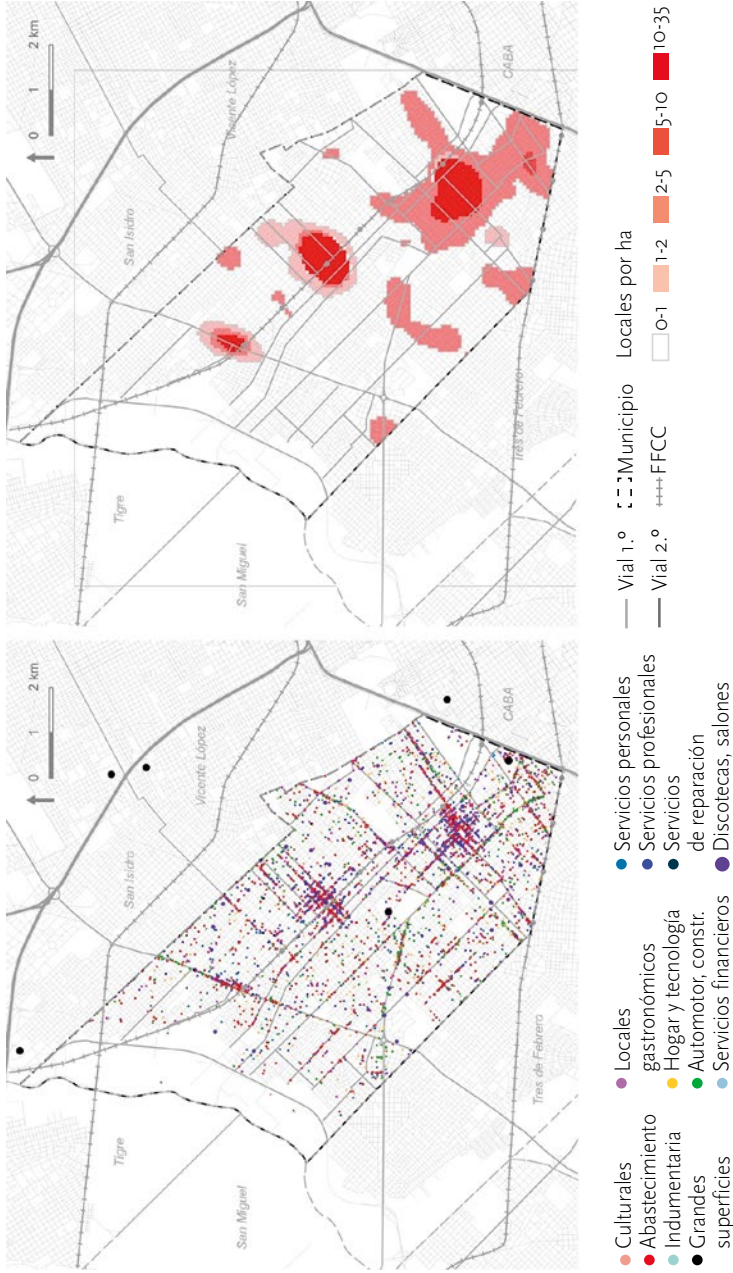 0 1 2 km
Tigre
San Isidro
Vicente López
San Miguel
Tres de Febrero
CABA
0 1 2 km
Tigre
San Isidro
Vicente López
San Miguel
Tres de Febrero
CABA
Culturales
Abastecimiento
Indumentaria
Grandes
superficies
Locales
gastronómicos
Hogar y tecnología
Automotor, constr.
Servicios financieros
Servicios personales
Servicios profesionales
Servicios
de reparación
Discotecas, salones
Vial 1.º
Vial 2.º
Municipio
FFCC
Locales por ha
0-1
1-2
2-5
5-10
10-35